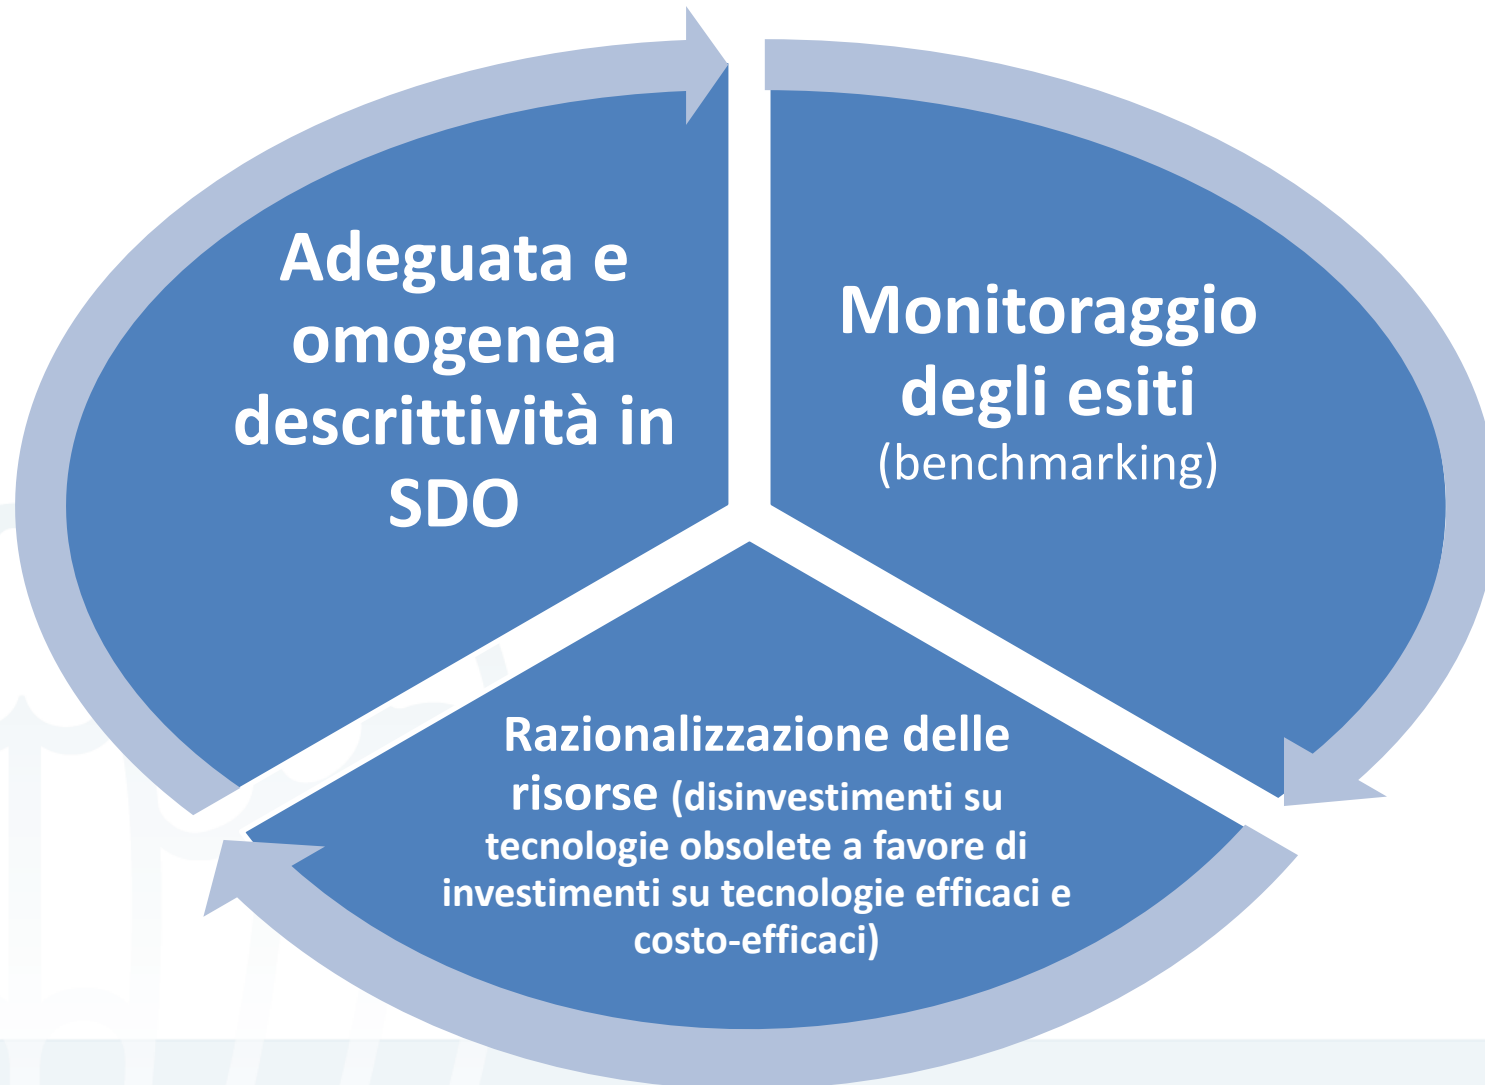 Adeguata e
omogenea
descrittività in
SDO
Monitoraggio
degli esiti
(benchmarking)
Razionalizzazione delle
risorse (disinvestimenti su
tecnologie obsolete a favore di
investimenti su tecnologie efficaci e
costo-efficaci)